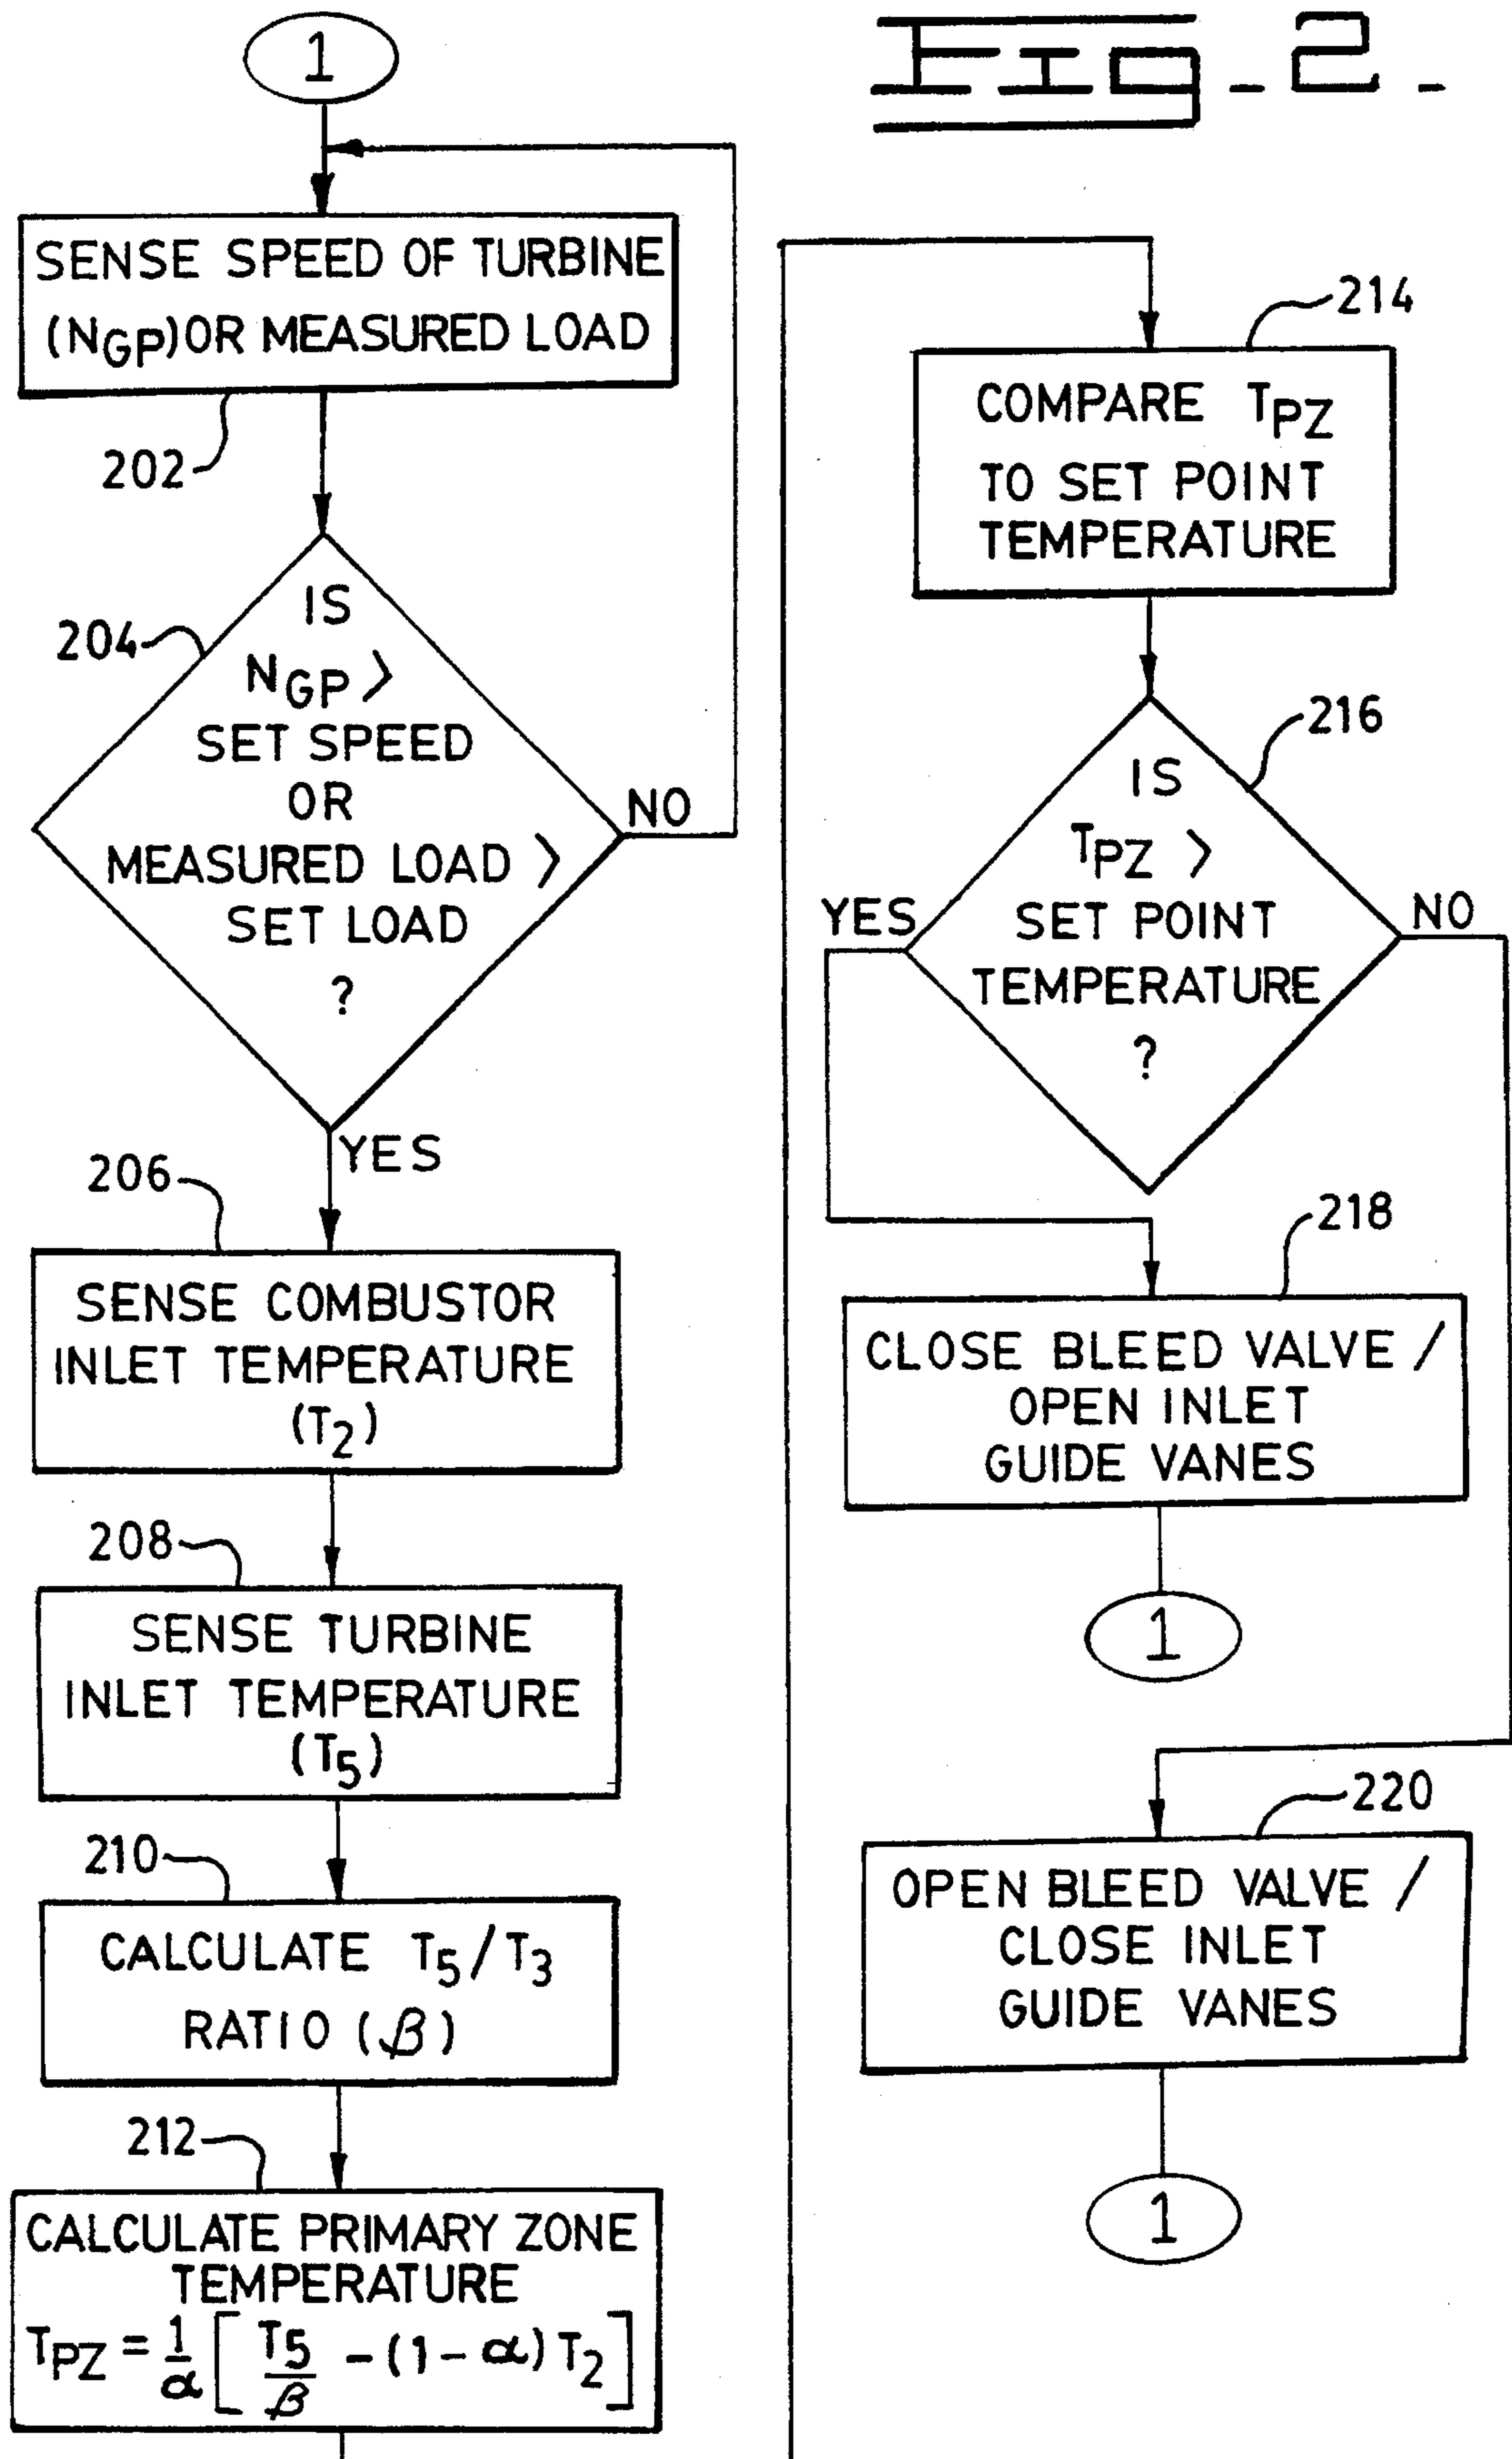 Fig-2-
1
SENSE SPEED OF TURBINE
(NGP) OR MEASURED LOAD
202
204
IS
NGP >
SET SPEED
OR
MEASURED LOAD >
SET LOAD
?
NO
YES
206
SENSE COMBUSTOR
INLET TEMPERATURE
(T2)
208
SENSE TURBINE
INLET TEMPERATURE
(T5)
210
CALCULATE T5/T3
RATIO (β)
212
CALCULATE PRIMARY ZONE
TEMPERATURE
TPZ = 1/α [T5/β - (1 - α) T2]
214
COMPARE TPZ
TO SET POINT
TEMPERATURE
216
IS
TPZ >
SET POINT
TEMPERATURE
?
YES
NO
218
CLOSE BLEED VALVE /
OPEN INLET
GUIDE VANES
1
220
OPEN BLEED VALVE /
CLOSE INLET
GUIDE VANES
1